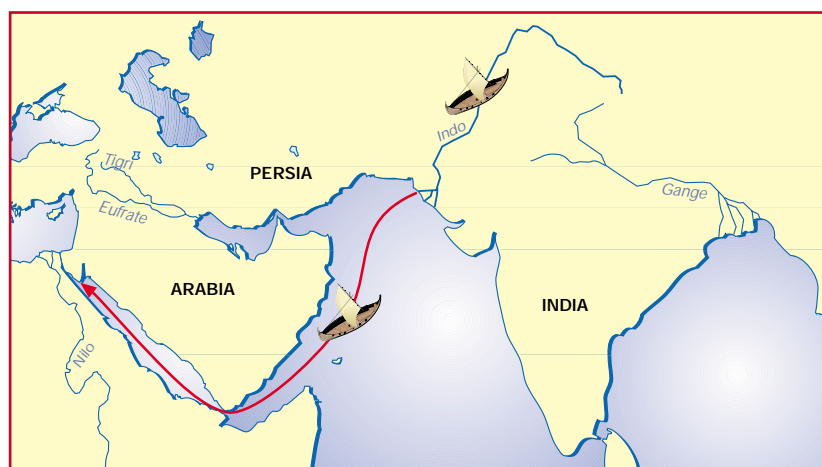 Indo
Tigri
PERSIA
Gange
Eufrate
ARABIA
INDIA
Nilo